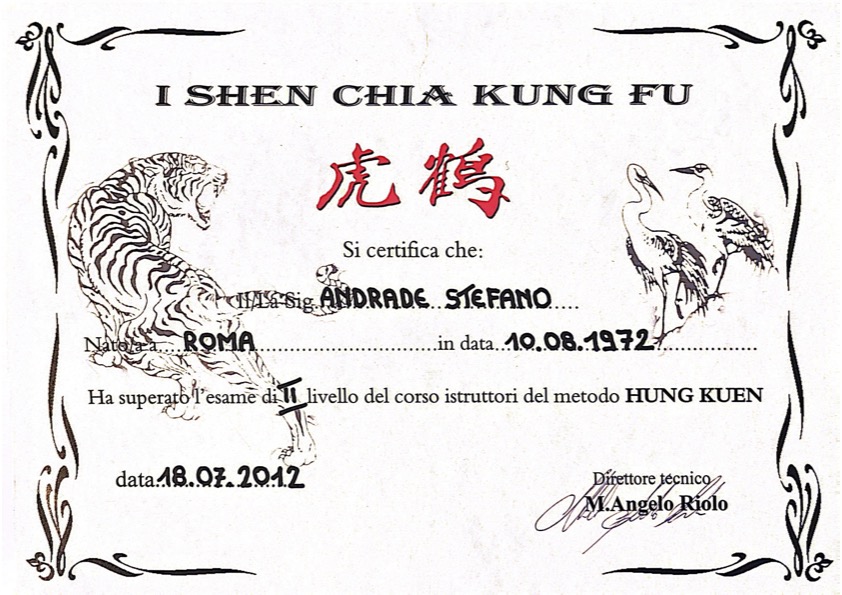 I SHEN CHIA KUNG FU
虎 鶴
Si certifica che:
Il/La Sig. ANDRADE STEFANO
Nato/a a ROMA in data 10.08.1972
Ha superato l'esame di II livello del corso istruttori del metodo HUNG KUEN
data 18.07.2012
Direttore tecnico
M.Angelo Riolo